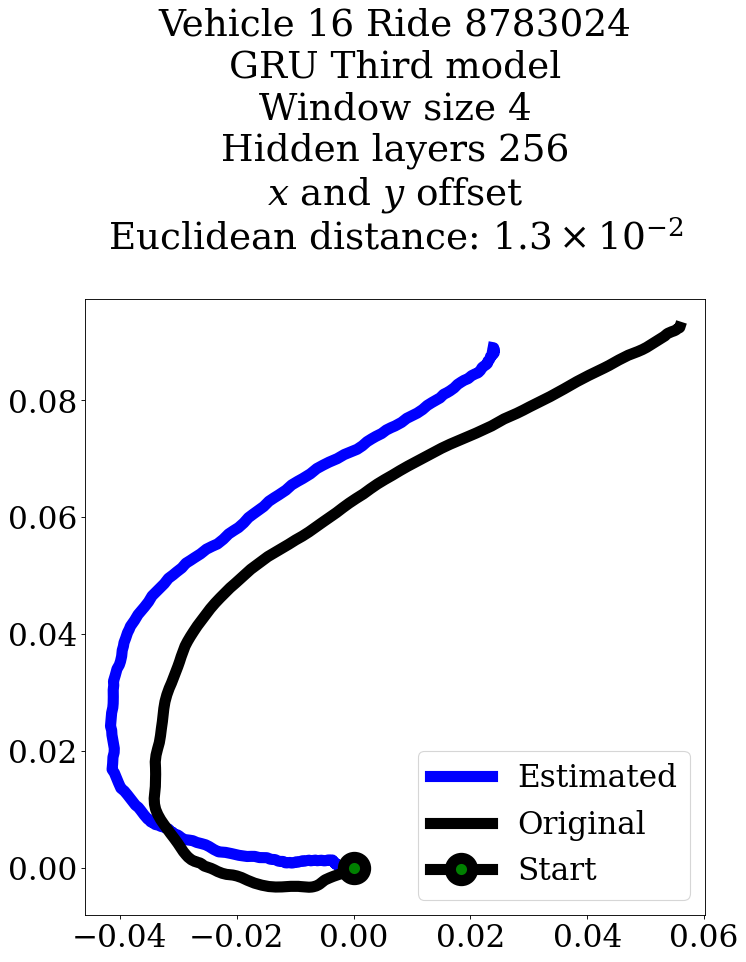 Vehicle 16 Ride 8783024
GRU Third model
Window size 4
Hidden layers 256
x and y offset
Euclidean distance: 1.3 × 10⁻²
0.08
0.06
0.04
0.02
0.00
Estimated
Original
Start
−0.04 −0.02 0.00 0.02 0.04 0.06